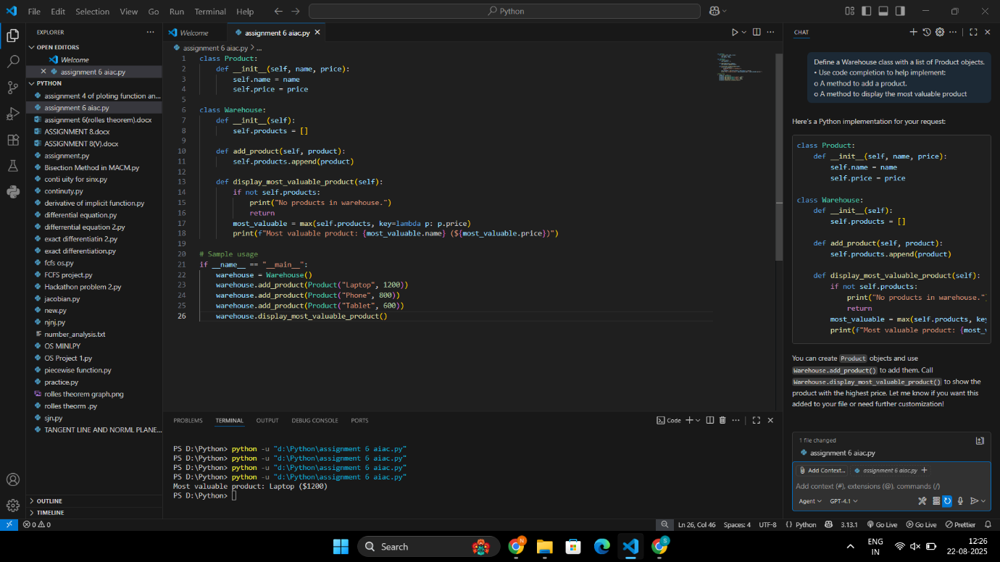 File Edit Selection View Go Run Terminal Help
Python
EXPLORER
OPEN EDITORS
Welcome
assignment 6 aiac.py
PYTHON
assignment 4 of ploting function an...
assignment 6 aiac.py
assignment 6(rolles theorem).docx
ASSIGNMENT 8.docx
ASSIGNMENT 8(V).docx
assignment.py
Bisection Method in MACM.py
conti uity for sinx.py
continuty.py
derivative of implicit function.py
differential equation.py
differrential equation 2.py
exact differentiatin 2.py
exact differentiation.py
fcfs os.py
FCFS project.py
Hackathon problem 2.py
jacobian.py
new.py
njnj.py
number_analysis.txt
OS MINI.PY
OS Project 1.py
piecewise function.py
practice.py
rolles theorem graph.png
rolles theorm .py
sjn.py
TANGENT LINE AND NORML PLANE...
OUTLINE
TIMELINE
Welcome
assignment 6 aiac.py
assignment 6 aiac.py > ...
1 class Product:
2 def __init__(self, name, price):
3 self.name = name
4 self.price = price
5
6 class Warehouse:
7 def __init__(self):
8 self.products = []
9
10 def add_product(self, product):
11 self.products.append(product)
12
13 def display_most_valuable_product(self):
14 if not self.products:
15 print("No products in warehouse.")
16 return
17 most_valuable = max(self.products, key=lambda p: p.price)
18 print(f"Most valuable product: {most_valuable.name} (${most_valuable.price})")
19
20 # Sample usage
21 if __name__ == "__main__":
22 warehouse = Warehouse()
23 warehouse.add_product(Product("Laptop", 1200))
24 warehouse.add_product(Product("Phone", 800))
25 warehouse.add_product(Product("Tablet", 600))
26 warehouse.display_most_valuable_product()
PROBLEMS TERMINAL OUTPUT DEBUG CONSOLE PORTS
Code
PS D:\Python> python -u "d:\Python\assignment 6 aiac.py"
PS D:\Python> python -u "d:\Python\assignment 6 aiac.py"
PS D:\Python> python -u "d:\Python\assignment 6 aiac.py"
PS D:\Python> python -u "d:\Python\assignment 6 aiac.py"
Most valuable product: Laptop ($1200)
PS D:\Python>
CHAT
Define a Warehouse class with a list of Product objects.
• Use code completion to help implement:
o A method to add a product.
o A method to display the most valuable product
Here's a Python implementation for your request:
class Product:
def __init__(self, name, price):
self.name = name
self.price = price
class Warehouse:
def __init__(self):
self.products = []
def add_product(self, product):
self.products.append(product)
def display_most_valuable_product(self):
if not self.products:
print("No products in warehouse.")
return
most_valuable = max(self.products, key
print(f"Most valuable product: {most_v
You can create Product objects and use
Warehouse.add_product() to add them. Call
Warehouse.display_most_valuable_product() to show the
product with the highest price. Let me know if you want this
added to your file or need further customization!
1 file changed
assignment 6 aiac.py
Add Context... assignment 6 aiac.py
Add context (#), extensions (@), commands (/)
Agent GPT-4.1
0 0 Ln 26, Col 46 Spaces: 4 UTF-8 {} Python 3.13.1 Go Live Go Live Prettier
Search
N
S
ENG
IN
12:26
22-08-2025